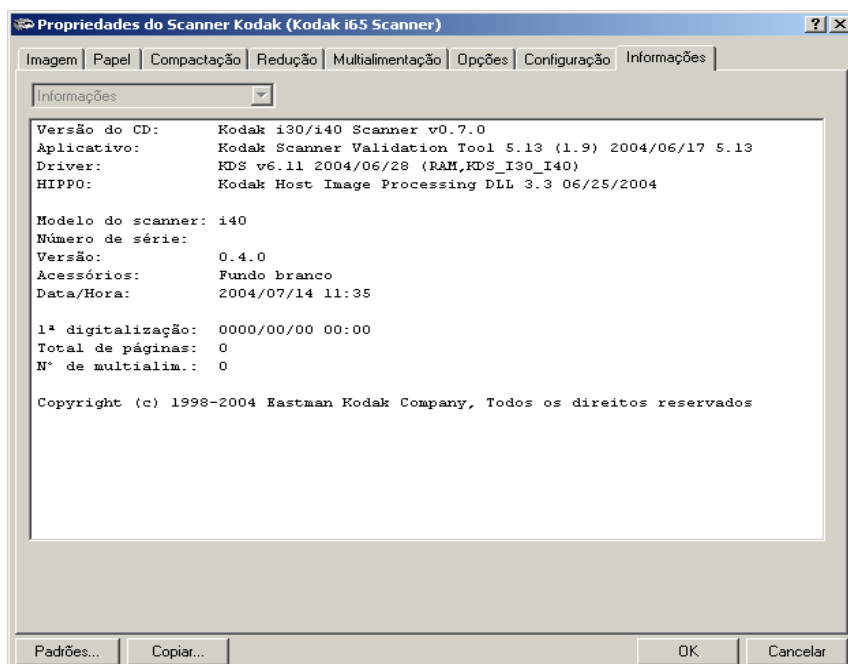 Propriedades do Scanner Kodak (Kodak i65 Scanner)
Imagem Papel Compactação Redução Multialimentação Opções Configuração Informações
Informações
Versão do CD: Kodak i30/i40 Scanner v0.7.0
Aplicativo: Kodak Scanner Validation Tool 5.13 (1.9) 2004/06/17 5.13
Driver: KDS v6.11 2004/06/28 (RAM,KDS_I30_I40)
HIPPO: Kodak Host Image Processing DLL 3.3 06/25/2004
Modelo do scanner: i40
Número de série:
Versão: 0.4.0
Acessórios: Fundo branco
Data/Hora: 2004/07/14 11:35
1ª digitalização: 0000/00/00 00:00
Total de páginas: 0
N° de multialim.: 0
Copyright (c) 1998-2004 Eastman Kodak Company, Todos os direitos reservados
Padrões... Copiar... OK Cancelar